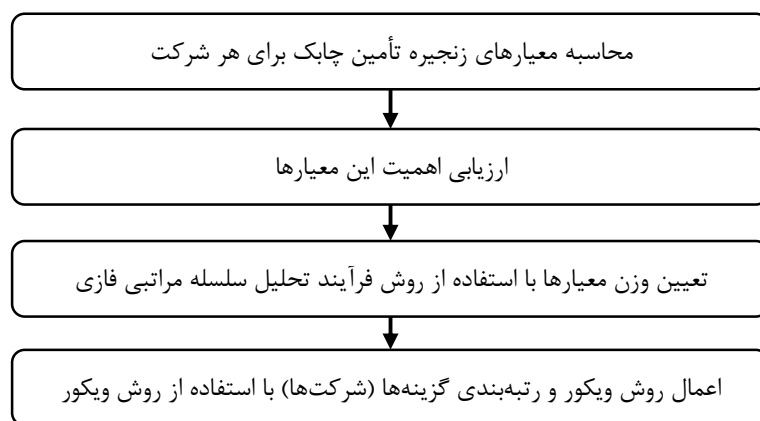 محاسبه معیارهای زنجیره تأمین چابک برای هر شرکت
ارزیابی اهمیت این معیارها
تعیین وزن معیارها با استفاده از روش فرآیند تحلیل سلسله مراتبی فازی
اعمال روش ویکور و رتبه‌بندی گزینه‌ها (شرکت‌ها) با استفاده از روش ویکور